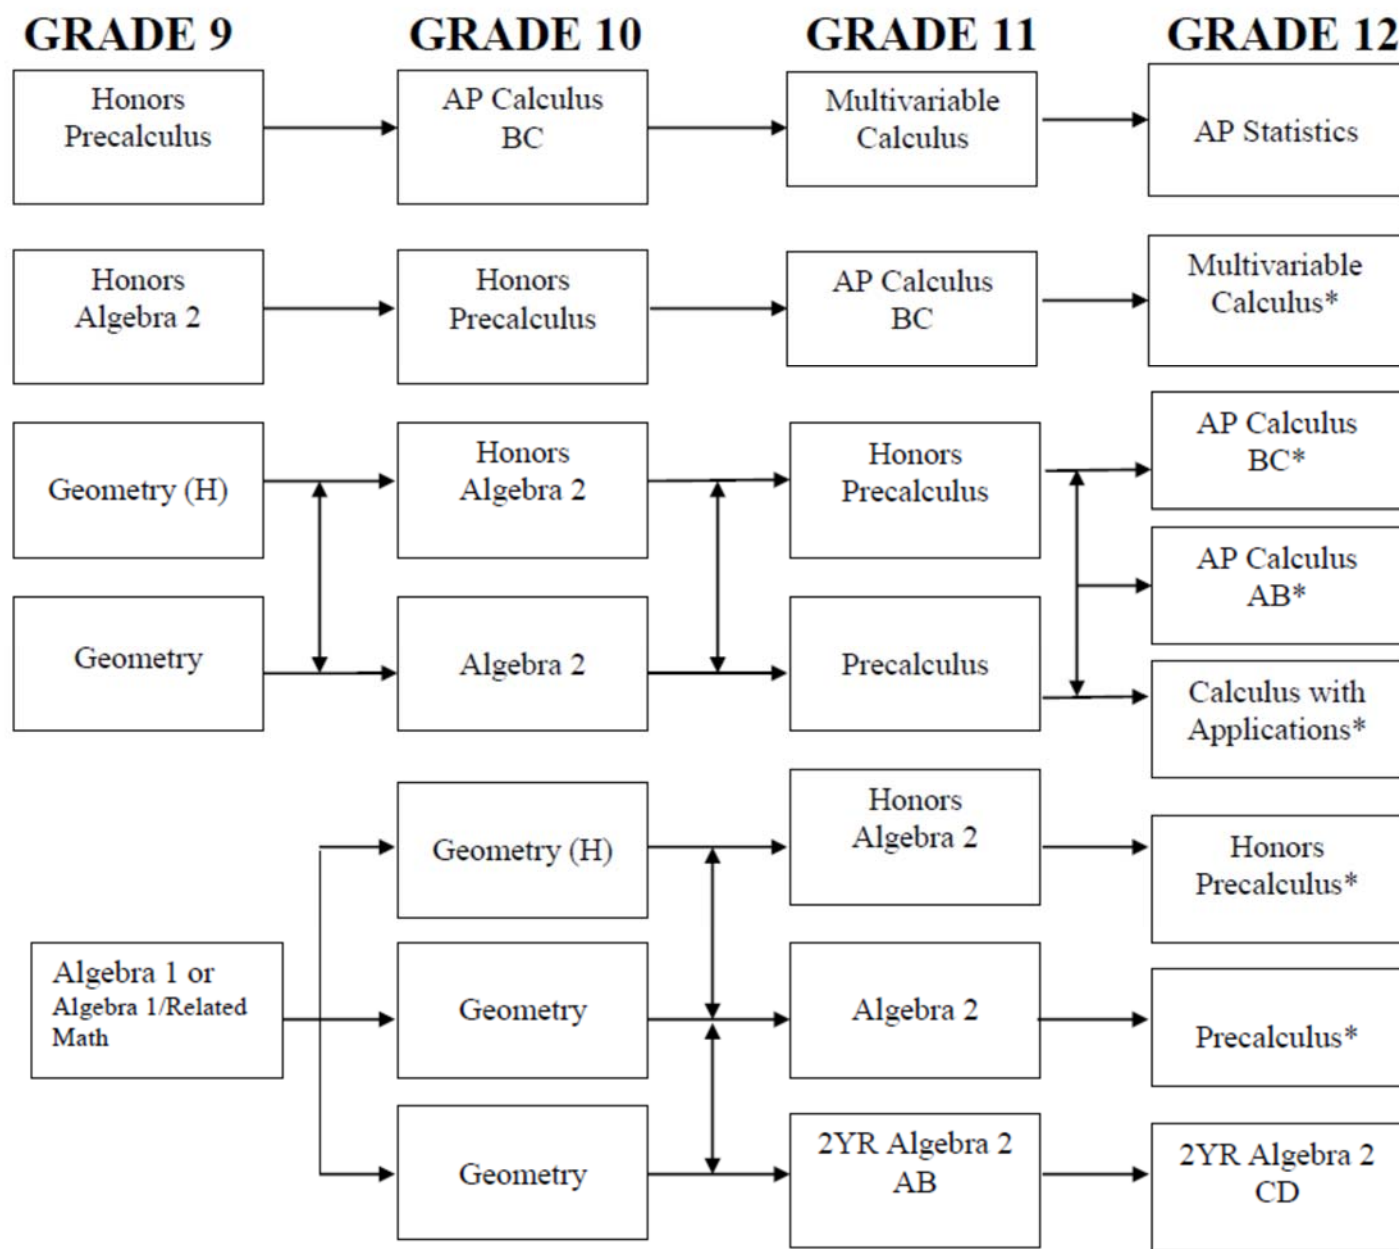 GRADE 9 GRADE 10 GRADE 11 GRADE 12
Honors
Precalculus
AP Calculus
BC
Multivariable
Calculus
AP Statistics
Honors
Algebra 2
Honors
Precalculus
AP Calculus
BC
Multivariable
Calculus*
Geometry (H)
Honors
Algebra 2
Honors
Precalculus
AP Calculus
BC*
AP Calculus
AB*
Geometry
Algebra 2
Precalculus
Calculus with
Applications*
Geometry (H)
Honors
Algebra 2
Honors
Precalculus*
Algebra 1 or
Algebra 1/Related
Math
Geometry
Algebra 2
Precalculus*
Geometry
2YR Algebra 2
AB
2YR Algebra 2
CD